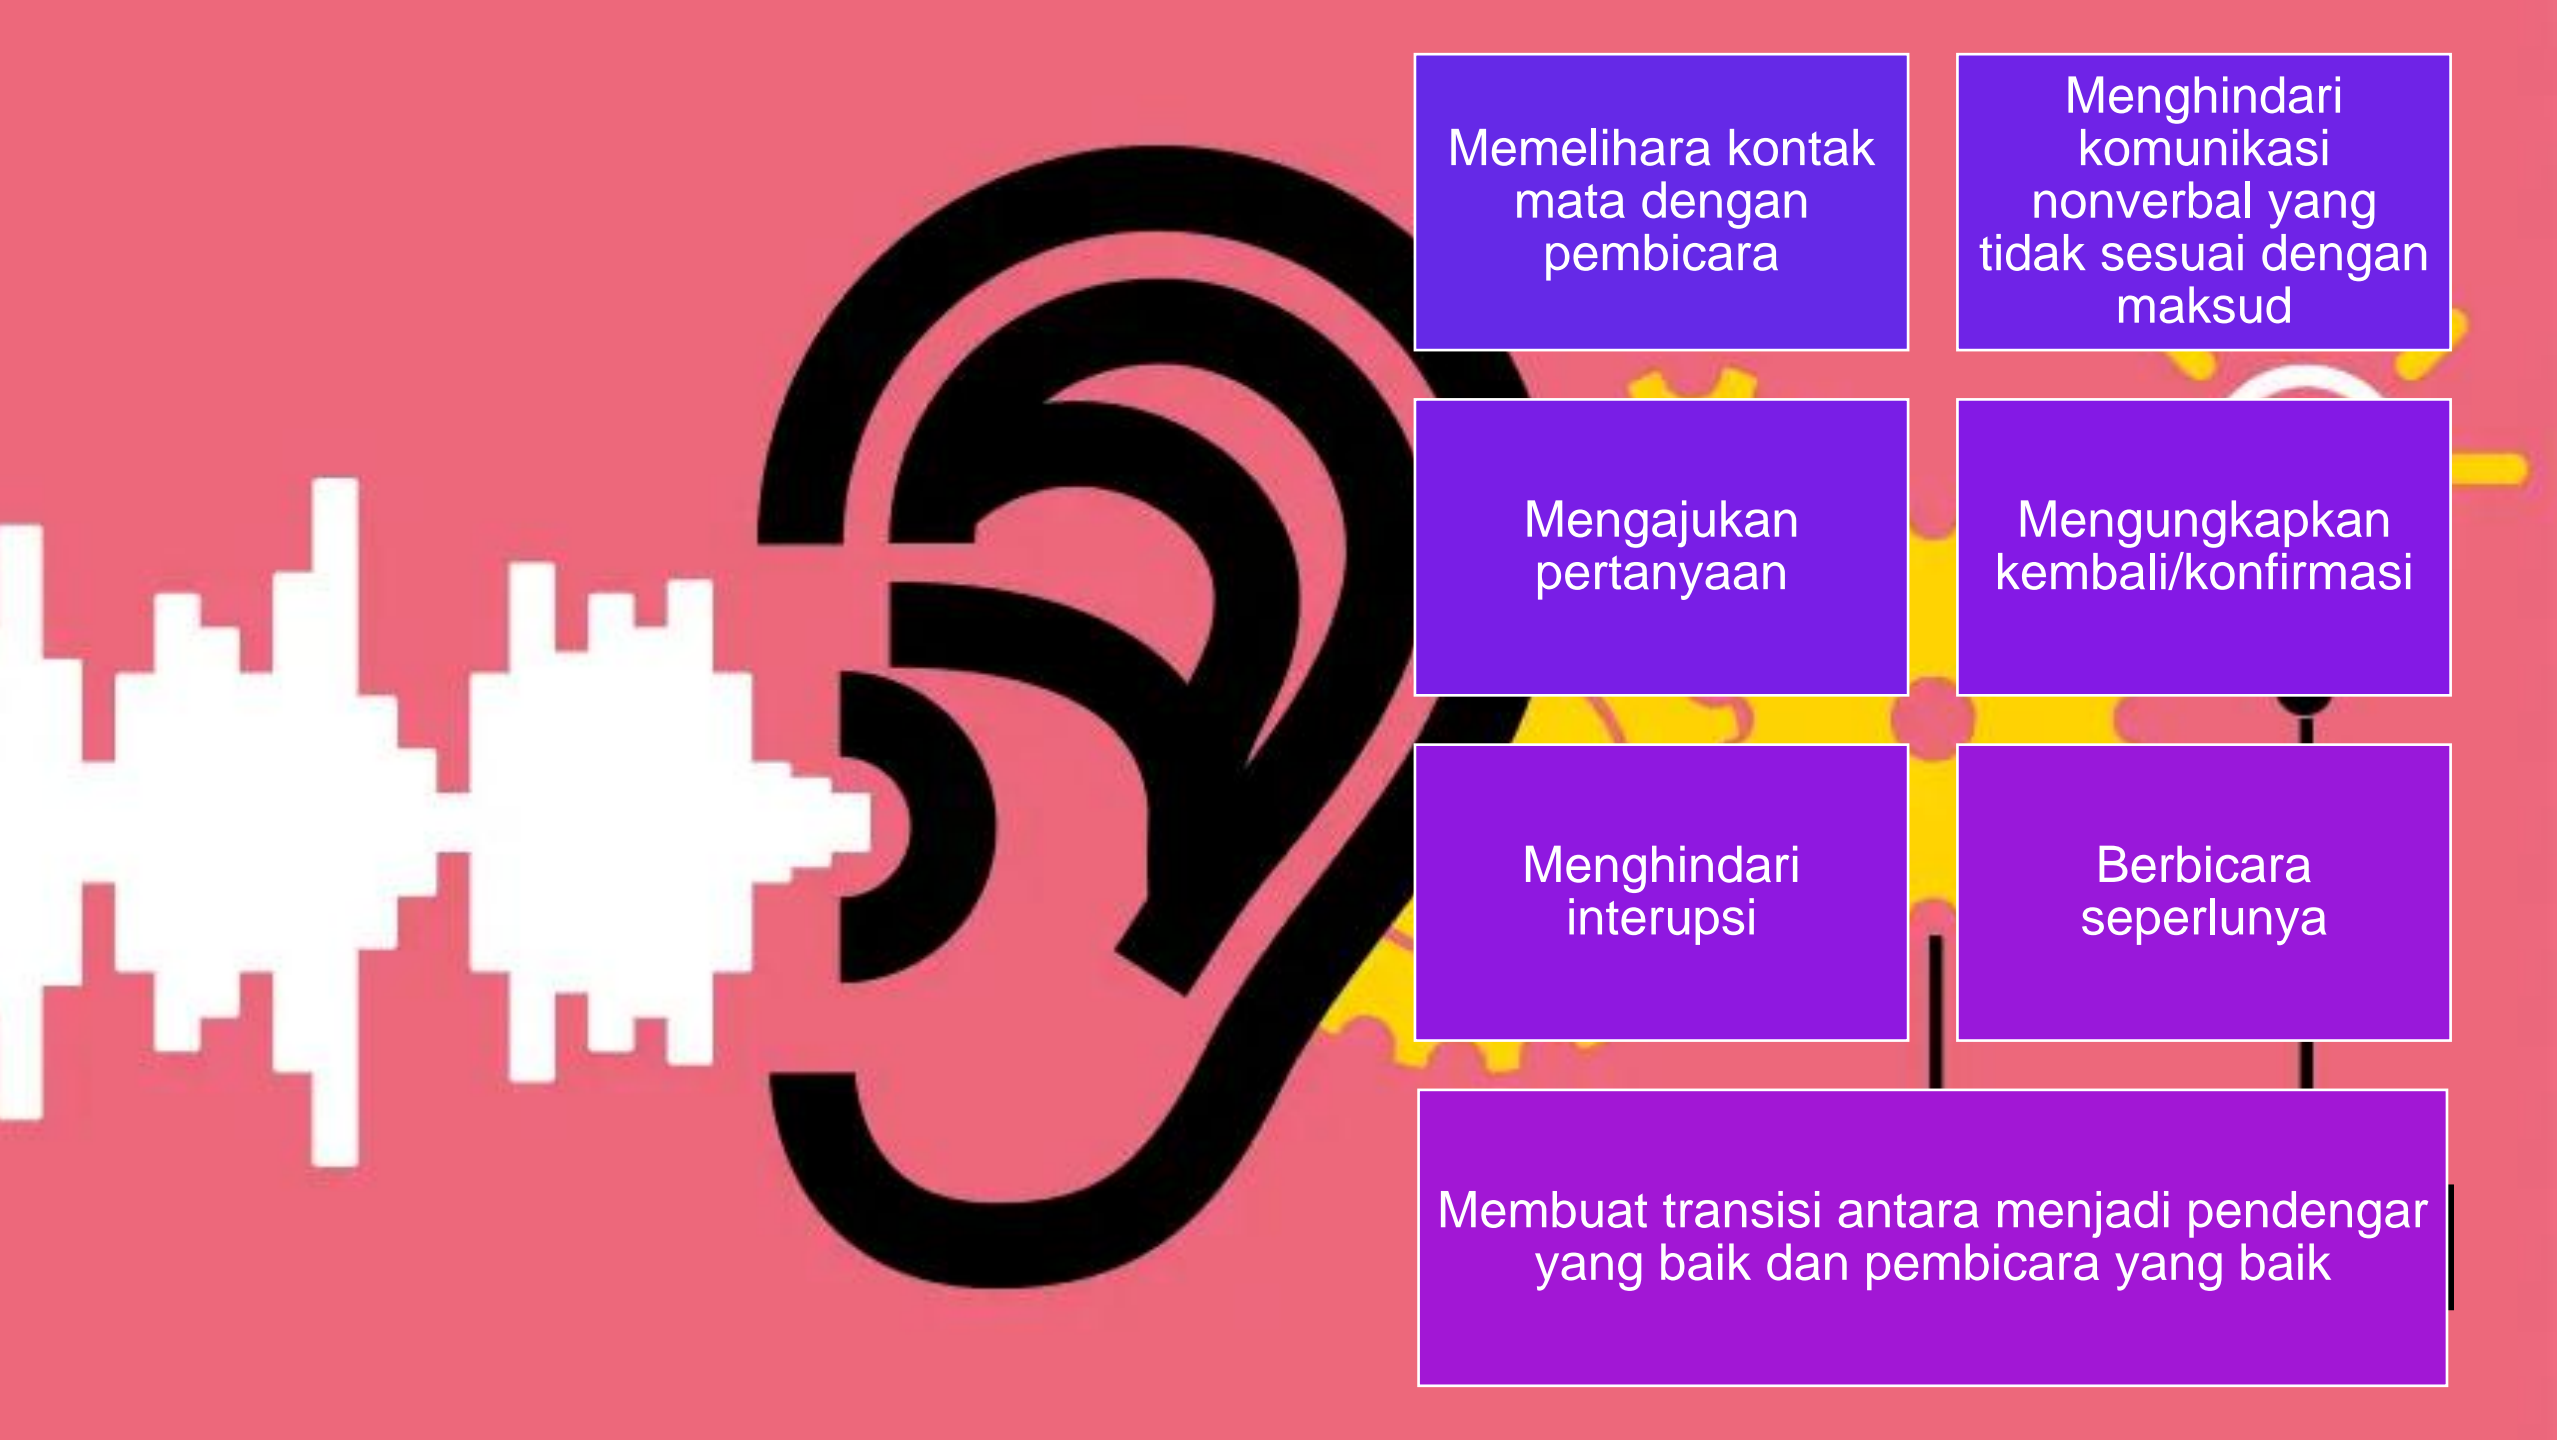 Memelihara kontak
mata dengan
pembicara
Menghindari
komunikasi
nonverbal yang
tidak sesuai dengan
maksud
Mengajukan
pertanyaan
Mengungkapkan
kembali/konfirmasi
Menghindari
interupsi
Berbicara
seperlunya
Membuat transisi antara menjadi pendengar
yang baik dan pembicara yang baik